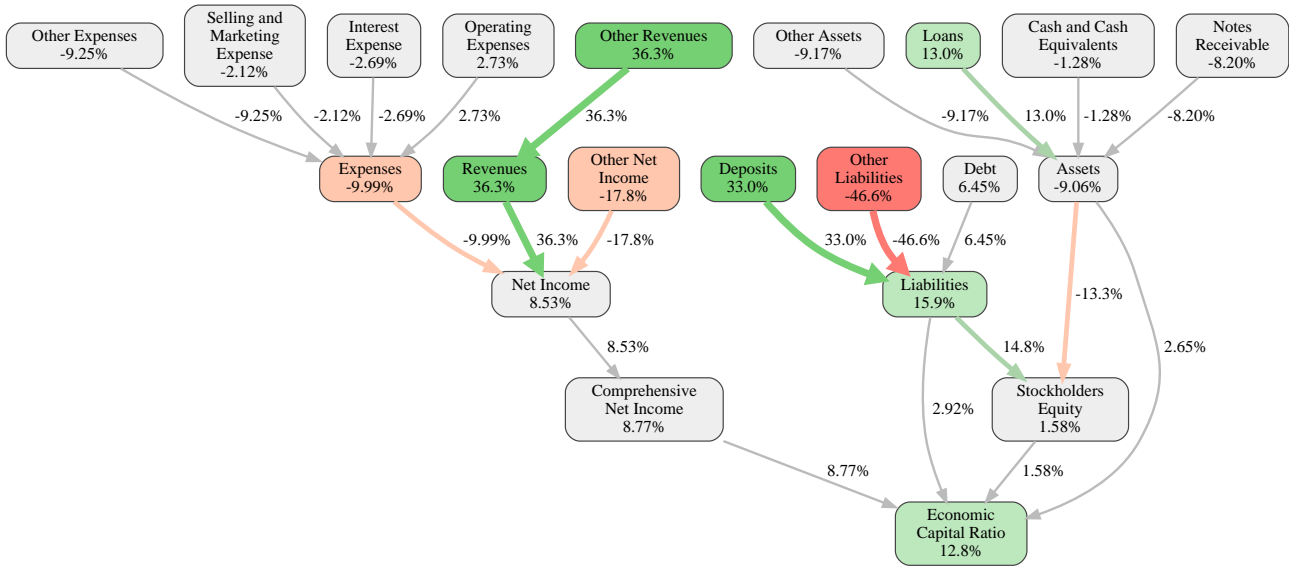 Other Expenses
-9.25%
Selling and
Marketing
Expense
-2.12%
Interest
Expense
-2.69%
Operating
Expenses
2.73%
Other Revenues
36.3%
Other Assets
-9.17%
Loans
13.0%
Cash and Cash
Equivalents
-1.28%
Notes
Receivable
-8.20%
-9.25%
-2.12%
-2.69%
2.73%
36.3%
-9.17%
13.0%
-1.28%
-8.20%
Expenses
-9.99%
Revenues
36.3%
Other Net
Income
-17.8%
Deposits
33.0%
Other
Liabilities
-46.6%
Debt
6.45%
Assets
-9.06%
-9.99%
36.3%
-17.8%
33.0%
-46.6%
6.45%
-13.3%
Net Income
8.53%
Liabilities
15.9%
8.53%
14.8%
2.65%
Comprehensive
Net Income
8.77%
2.92%
Stockholders
Equity
1.58%
8.77%
1.58%
Economic
Capital Ratio
12.8%